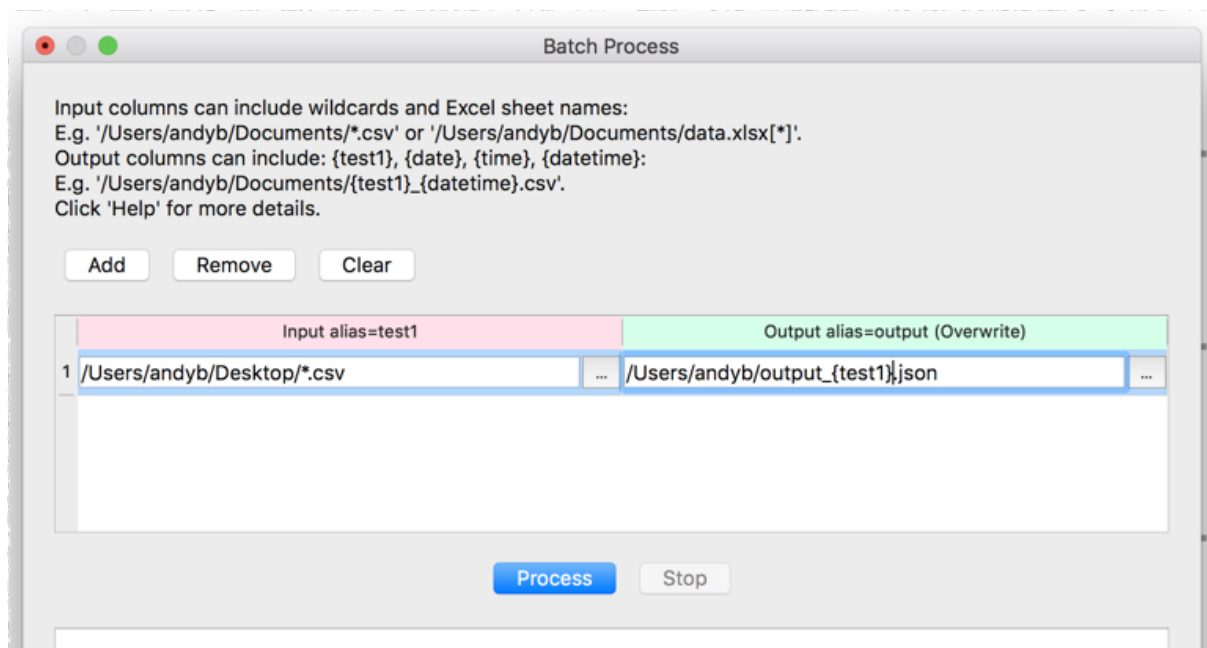 Batch Process
Input columns can include wildcards and Excel sheet names:
E.g. '/Users/andyb/Documents/*.csv' or '/Users/andyb/Documents/data.xlsx[*]'.
Output columns can include: {test1}, {date}, {time}, {datetime}:
E.g. '/Users/andyb/Documents/{test1}_{datetime}.csv'.
Click 'Help' for more details.
Add Remove Clear
Input alias=test1 Output alias=output (Overwrite)
1 /Users/andyb/Desktop/*.csv ... /Users/andyb/output_{test1}.json ...
Process Stop